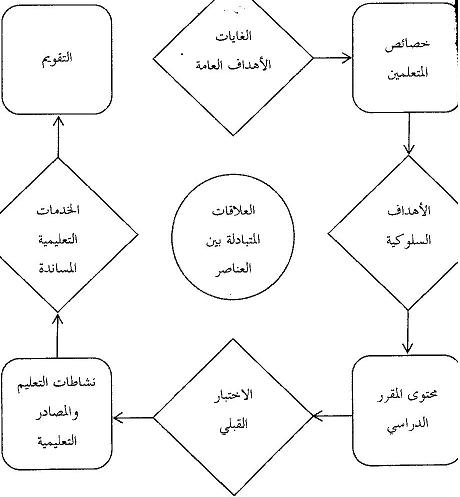 الغايات
الأهداف العامة
خصائص
المتعلمين
الأهداف
السلوكية
محتوى المقرر
الدراسي
الاختبار
القبلي
نشاطات التعليم
والمصادر
التعليمية
الخدمات
التعليمية
المساندة
التقويم
العلاقات
المتبادلة بين
العناصر